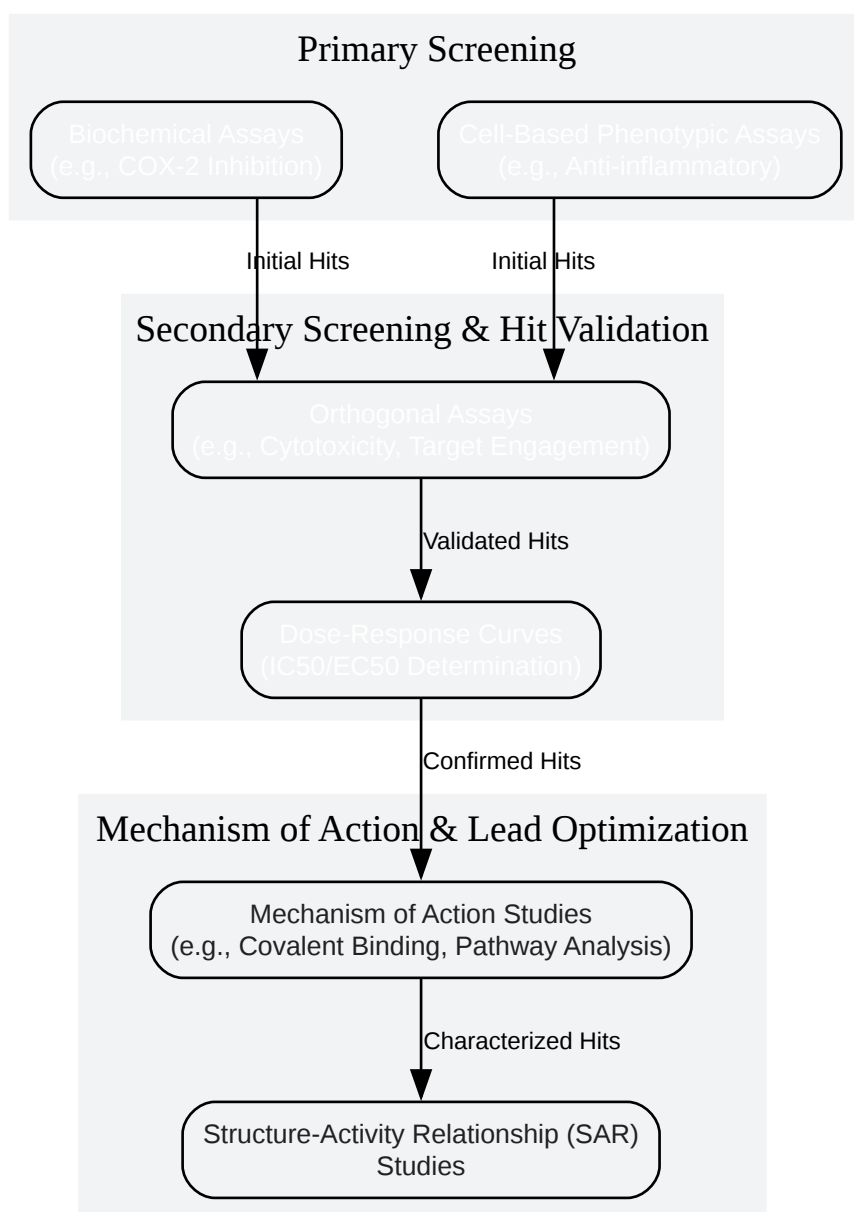 Primary Screening
Biochemical Assays
(e.g., COX-2 Inhibition)
Cell-Based Phenotypic Assays
(e.g., Anti-inflammatory)
Initial Hits
Initial Hits
Secondary Screening & Hit Validation
Orthogonal Assays
(e.g., Cytotoxicity, Target Engagement)
Validated Hits
Dose-Response Curves
(IC50/EC50 Determination)
Confirmed Hits
Mechanism of Action & Lead Optimization
Mechanism of Action Studies
(e.g., Covalent Binding, Pathway Analysis)
Characterized Hits
Structure-Activity Relationship (SAR)
Studies